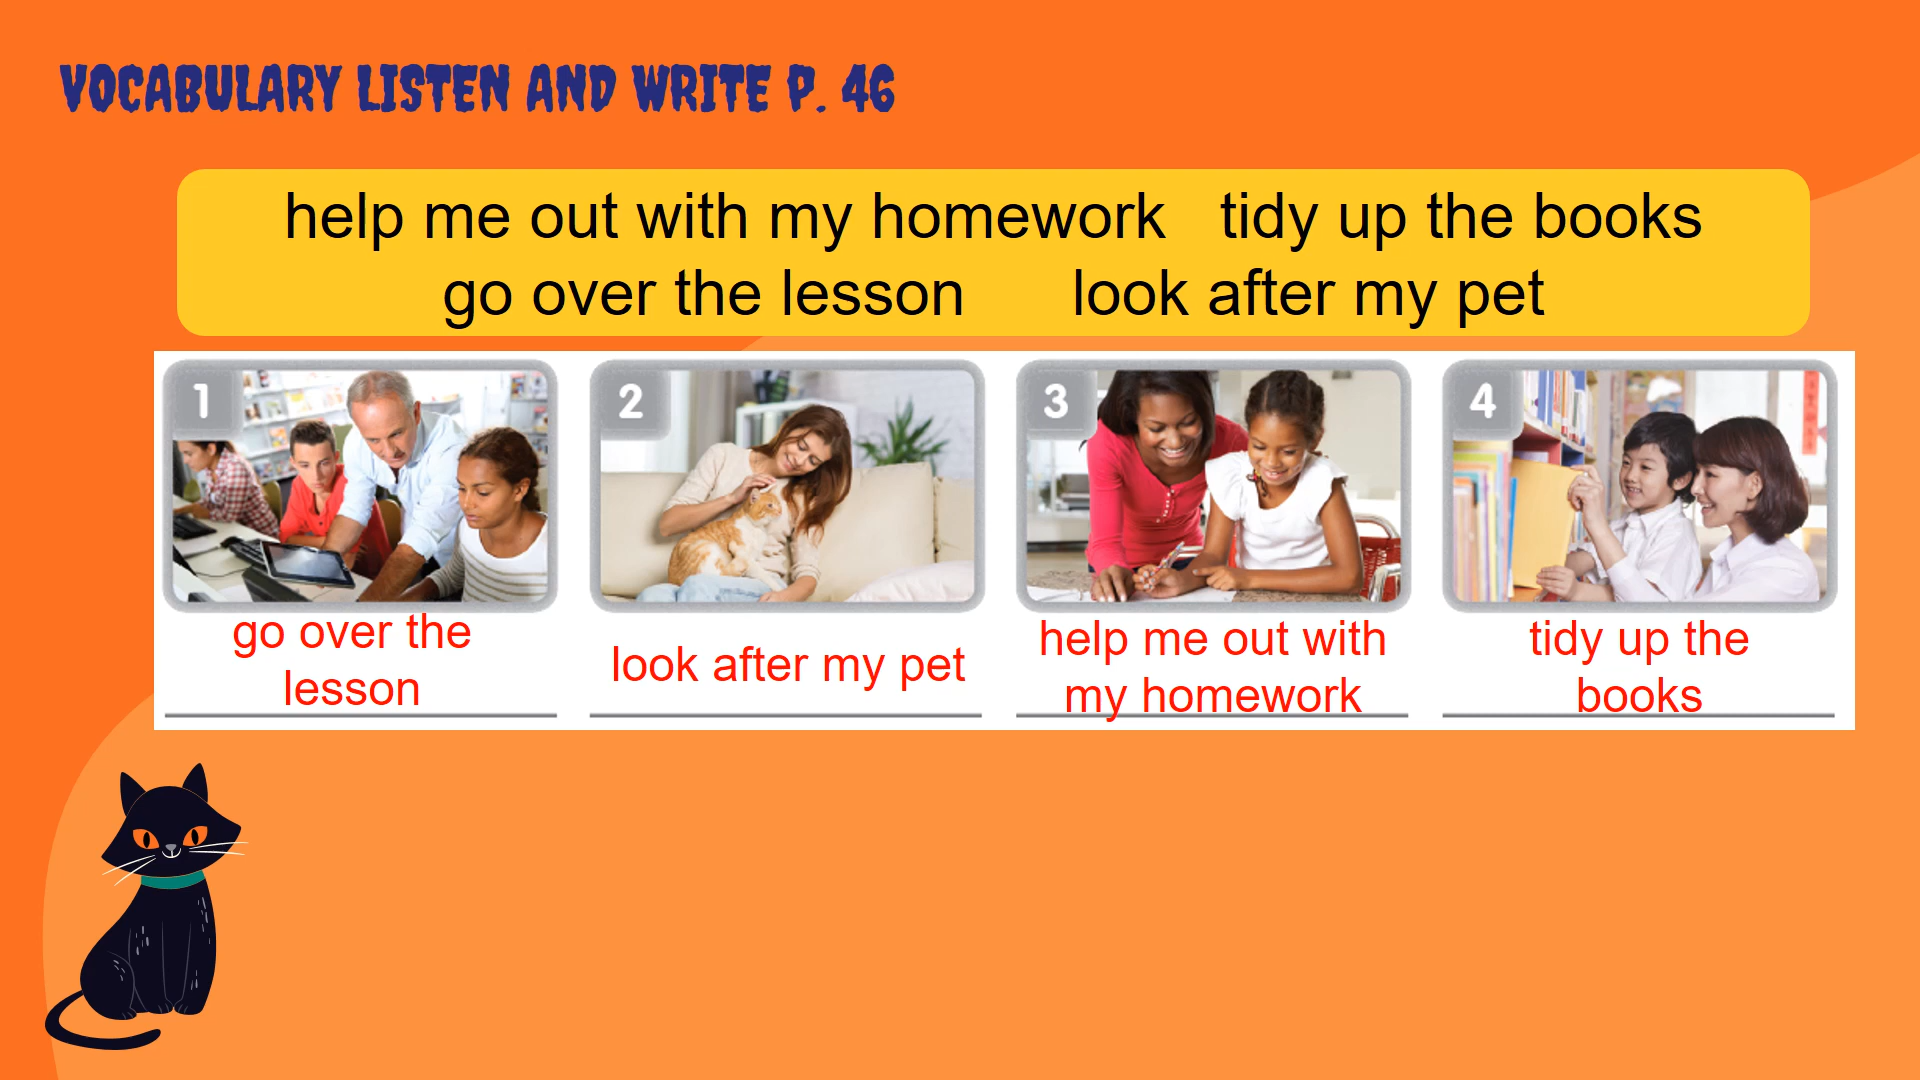 VOCABULARY LISTEN AND WRITE P. 46
help me out with my homework tidy up the books
go over the lesson look after my pet
1
2
3
4
go over the
lesson
look after my pet
help me out with
my homework
tidy up the
books